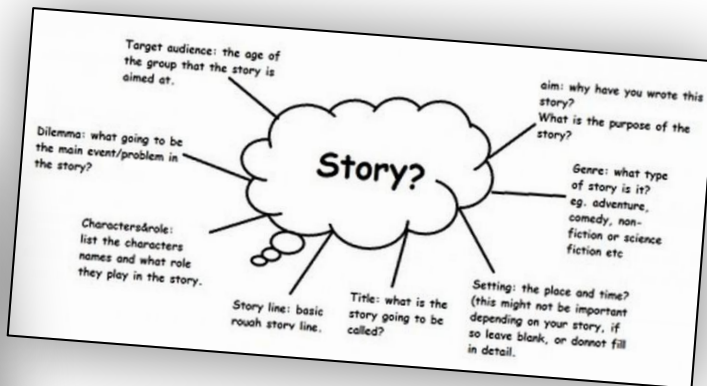 Target audience: the age of
the group that the story is
aimed at.
aim: why have you wrote this
story?
What is the purpose of the
story?
Dilemma: what going to be
the main event/problem in
the story?
Story?
Genre: what type
of story is it?
eg. adventure,
comedy, non-
fiction or science
fiction etc
Characters&role:
list the characters
names and what role
they play in the story.
Story line: basic
rough story line.
Title: what is the
story going to be
called?
Setting: the place and time?
(this might not be important
depending on your story, if
so leave blank, or donnot fill
in detail.